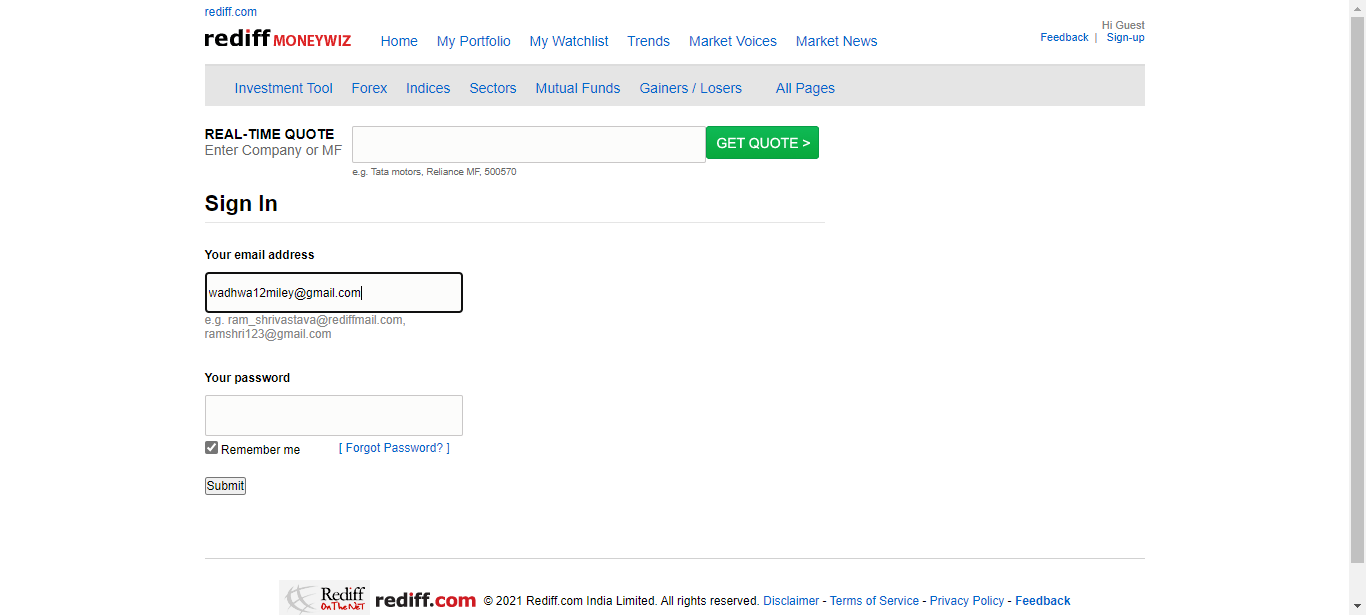 rediff.com
rediff MONEYWIZ Home My Portfolio My Watchlist Trends Market Voices Market News
Hi Guest
Feedback | Sign-up
Investment Tool Forex Indices Sectors Mutual Funds Gainers / Losers All Pages
REAL-TIME QUOTE
Enter Company or MF
GET QUOTE >
e.g. Tata motors, Reliance MF, 500570
Sign In
Your email address
wadhwa12miley@gmail.com
e.g. ram_shrivastava@rediffmail.com,
ramshri123@gmail.com
Your password
Remember me [ Forgot Password? ]
Submit
Rediff
On The NeT
rediff.com © 2021 Rediff.com India Limited. All rights reserved. Disclaimer - Terms of Service - Privacy Policy - Feedback